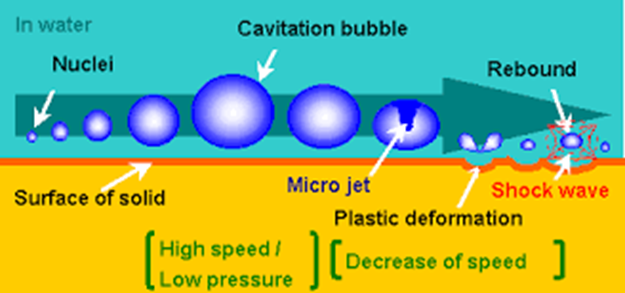 In water
Cavitation bubble
Nuclei
Rebound
Surface of solid
Micro jet
Shock wave
Plastic deformation
High speed /
Low pressure
Decrease of speed